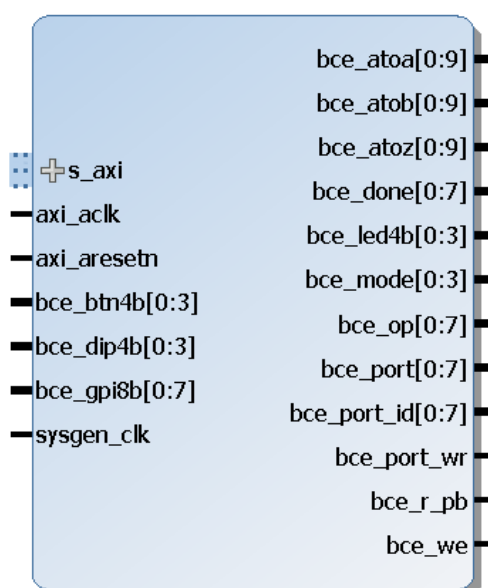 s_axi
axi_aclk
axi_aresetn
bce_btn4b[0:3]
bce_dip4b[0:3]
bce_gpi8b[0:7]
sysgen_clk
bce_atoa[0:9]
bce_atob[0:9]
bce_atoz[0:9]
bce_done[0:7]
bce_led4b[0:3]
bce_mode[0:3]
bce_op[0:7]
bce_port[0:7]
bce_port_id[0:7]
bce_port_wr
bce_r_pb
bce_we